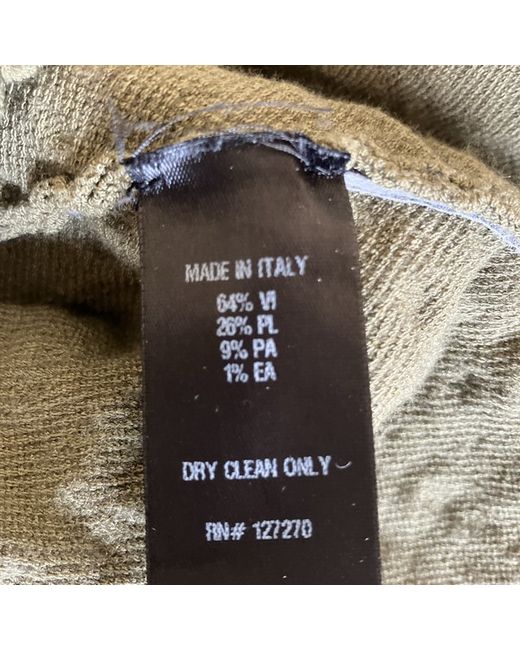 MADE IN ITALY
64% VI
26% PL
9% PA
1% EA
DRY CLEAN ONLY
RN# 127270